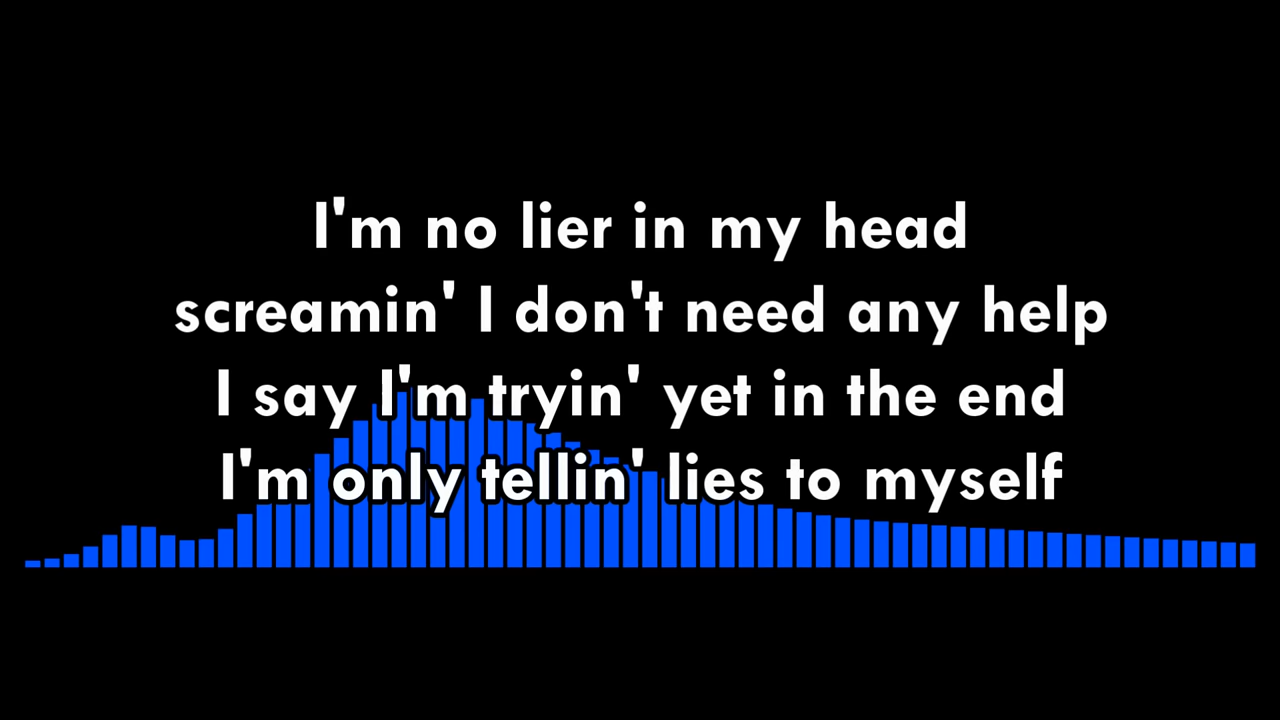 I'm no lier in my head
screamin' I don't need any help
I say I'm tryin' yet in the end
I'm only tellin' lies to myself